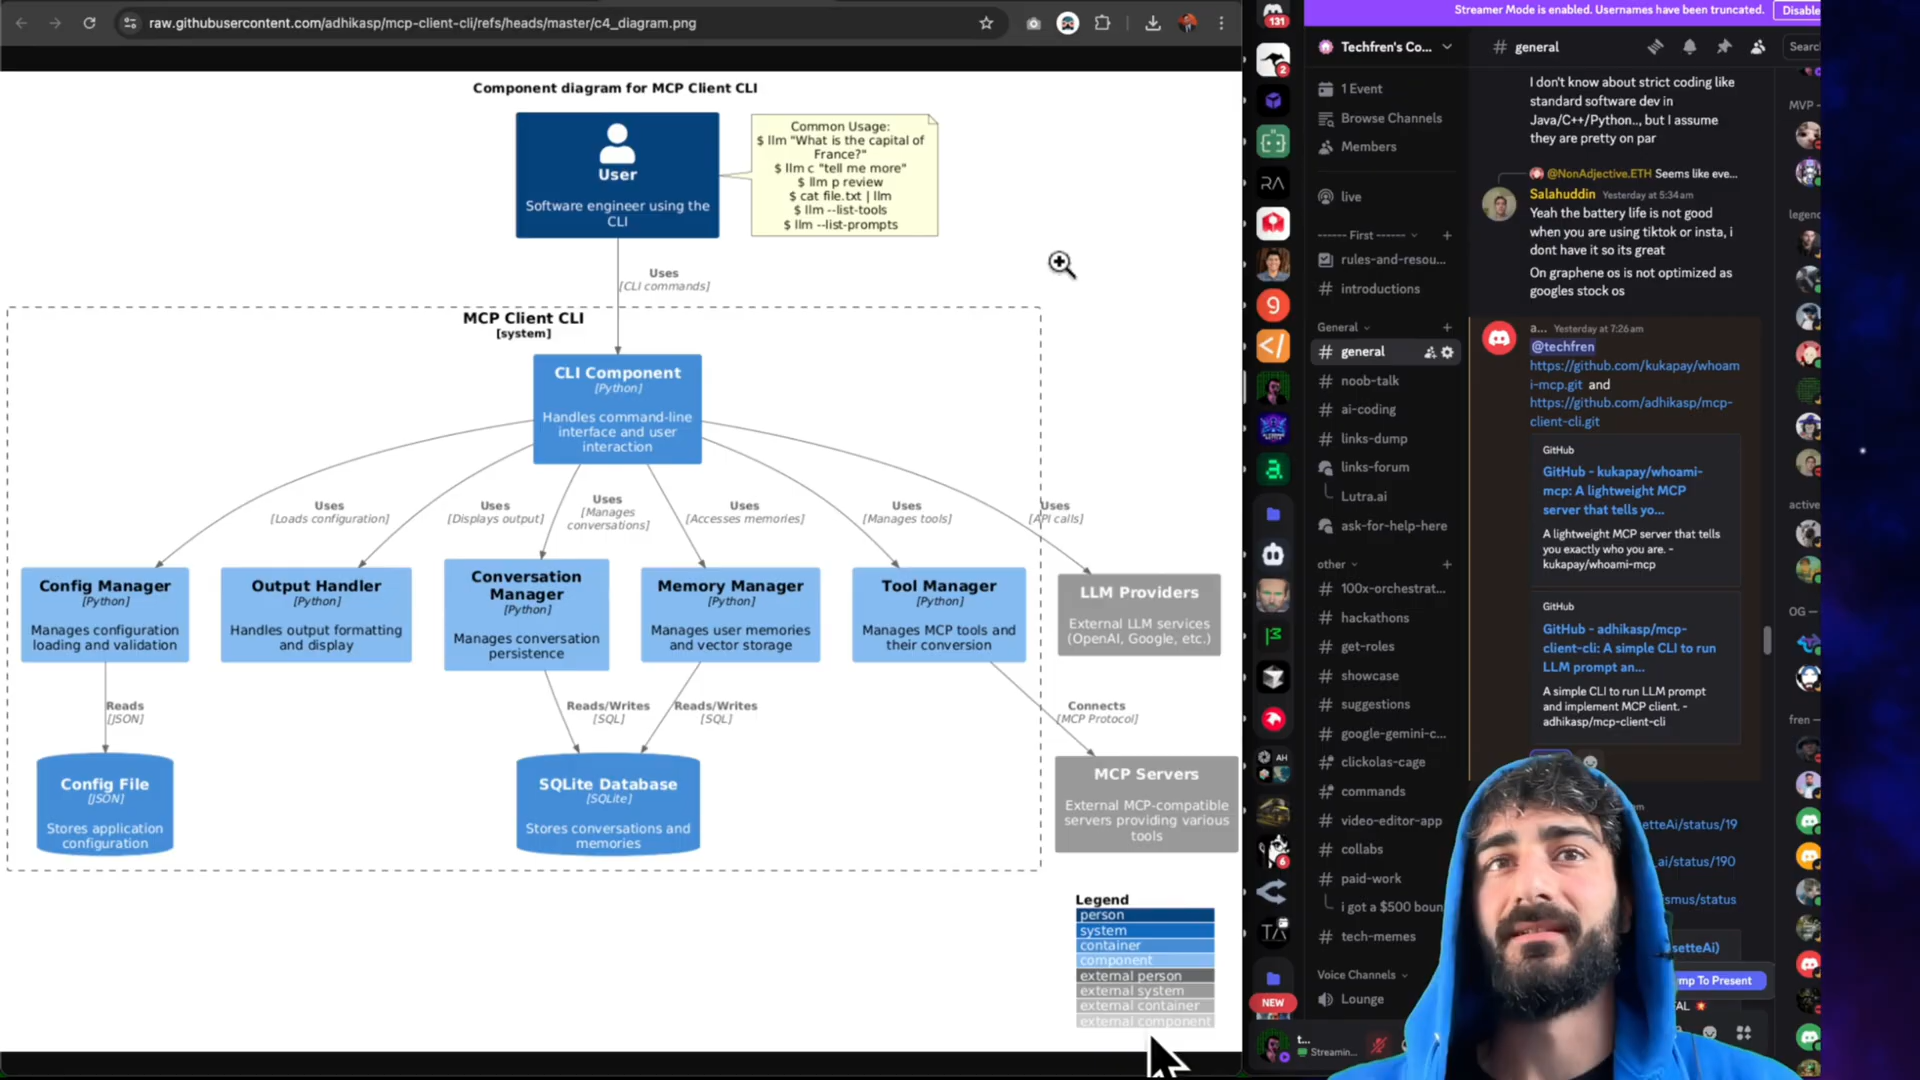 raw.githubusercontent.com/adhikasp/mcp-client-cli/refs/heads/master/c4_diagram.png
Component diagram for MCP Client CLI
User
Software engineer using the
CLI
Common Usage:
$ llm "What is the capital of
France?"
$ llm c "tell me more"
$ llm p review
$ cat file.txt | llm
$ llm --list-tools
$ llm --list-prompts
Uses
[CLI commands]
MCP Client CLI
[system]
CLI Component
[Python]
Handles command-line
interface and user
interaction
Uses
[Loads configuration]
Uses
[Displays output]
Uses
[Manages
conversations]
Uses
[Accesses memories]
Uses
[Manages tools]
Uses
[API calls]
Config Manager
[Python]
Manages configuration
loading and validation
Output Handler
[Python]
Handles output formatting
and display
Conversation
Manager
[Python]
Manages conversation
persistence
Memory Manager
[Python]
Manages user memories
and vector storage
Tool Manager
[Python]
Manages MCP tools and
their conversion
LLM Providers
External LLM services
(OpenAI, Google, etc.)
Reads
[JSON]
Reads/Writes
[SQL]
Reads/Writes
[SQL]
Connects
[MCP Protocol]
Config File
[JSON]
Stores application
configuration
SQLite Database
[SQLite]
Stores conversations and
memories
MCP Servers
External MCP-compatible
servers providing various
tools
Legend
person
system
container
component
external person
external system
external container
external component
131
2
RA
9
AH
6
TA
NEW
Streamer Mode is enabled. Usernames have been truncated.
Disable
Techfren's Co...
1 Event
Browse Channels
Members
live
------ First ------
rules-and-resou...
introductions
General
general
noob-talk
ai-coding
links-dump
links-forum
Lutra.ai
ask-for-help-here
other
100x-orchestrat...
hackathons
get-roles
showcase
suggestions
google-gemini-c...
clickolas-cage
commands
video-editor-app
collabs
paid-work
i got a $500 boun
tech-memes
Voice Channels
Lounge
t...
Streamin...
# general
Searc
I don't know about strict coding like
standard software dev in
Java/C++/Python.., but I assume
they are pretty on par
@NonAdjective.ETH Seems like eve...
Salahuddin Yesterday at 5:34am
Yeah the battery life is not good
when you are using tiktok or insta, i
dont have it so its great
On graphene os is not optimized as
googles stock os
a... Yesterday at 7:26am
@techfren
https://github.com/kukapay/whoam
i-mcp.git and
https://github.com/adhikasp/mcp-
client-cli.git
GitHub
GitHub - kukapay/whoami-
mcp: A lightweight MCP
server that tells yo...
A lightweight MCP server that tells
you exactly who you are. -
kukapay/whoami-mcp
GitHub
GitHub - adhikasp/mcp-
client-cli: A simple CLI to run
LLM prompt an...
A simple CLI to run LLM prompt
and implement MCP client. -
adhikasp/mcp-client-cli
etteAi/status/19
_ai/status/190
smus/status
setteAi)
mp To Present
MVP —
legend
active
OG —
fren —